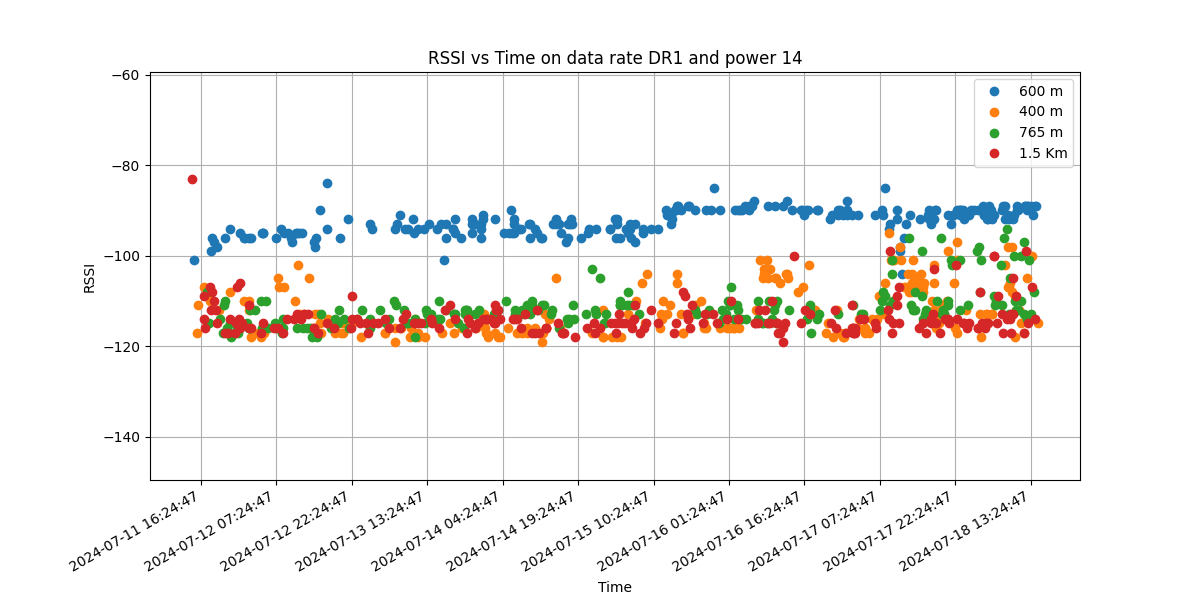 RSSI vs Time on data rate DR1 and power 14
−60
−80
−100
−120
−140
RSSI
600 m
400 m
765 m
1.5 Km
2024-07-11 16:24:47
2024-07-12 07:24:47
2024-07-12 22:24:47
2024-07-13 13:24:47
2024-07-14 04:24:47
2024-07-14 19:24:47
2024-07-15 10:24:47
2024-07-16 01:24:47
2024-07-16 16:24:47
2024-07-17 07:24:47
2024-07-17 22:24:47
2024-07-18 13:24:47
Time